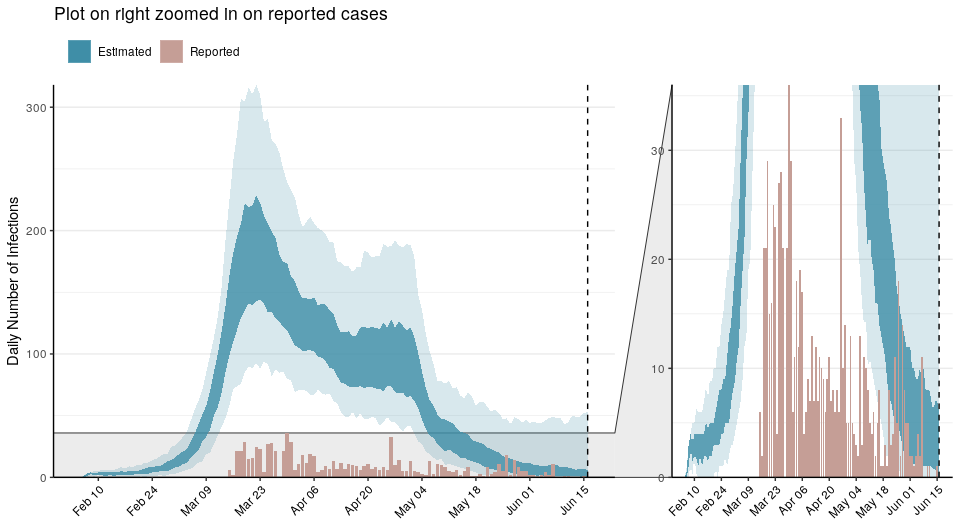 Plot on right zoomed in on reported cases
Estimated Reported
Daily Number of Infections
300
200
100
0
Feb 10 Feb 24 Mar 09 Mar 23 Apr 06 Apr 20 May 04 May 18 Jun 01 Jun 15
30
20
10
0
Feb 10 Feb 24 Mar 09 Mar 23 Apr 06 Apr 20 May 04 May 18 Jun 01 Jun 15